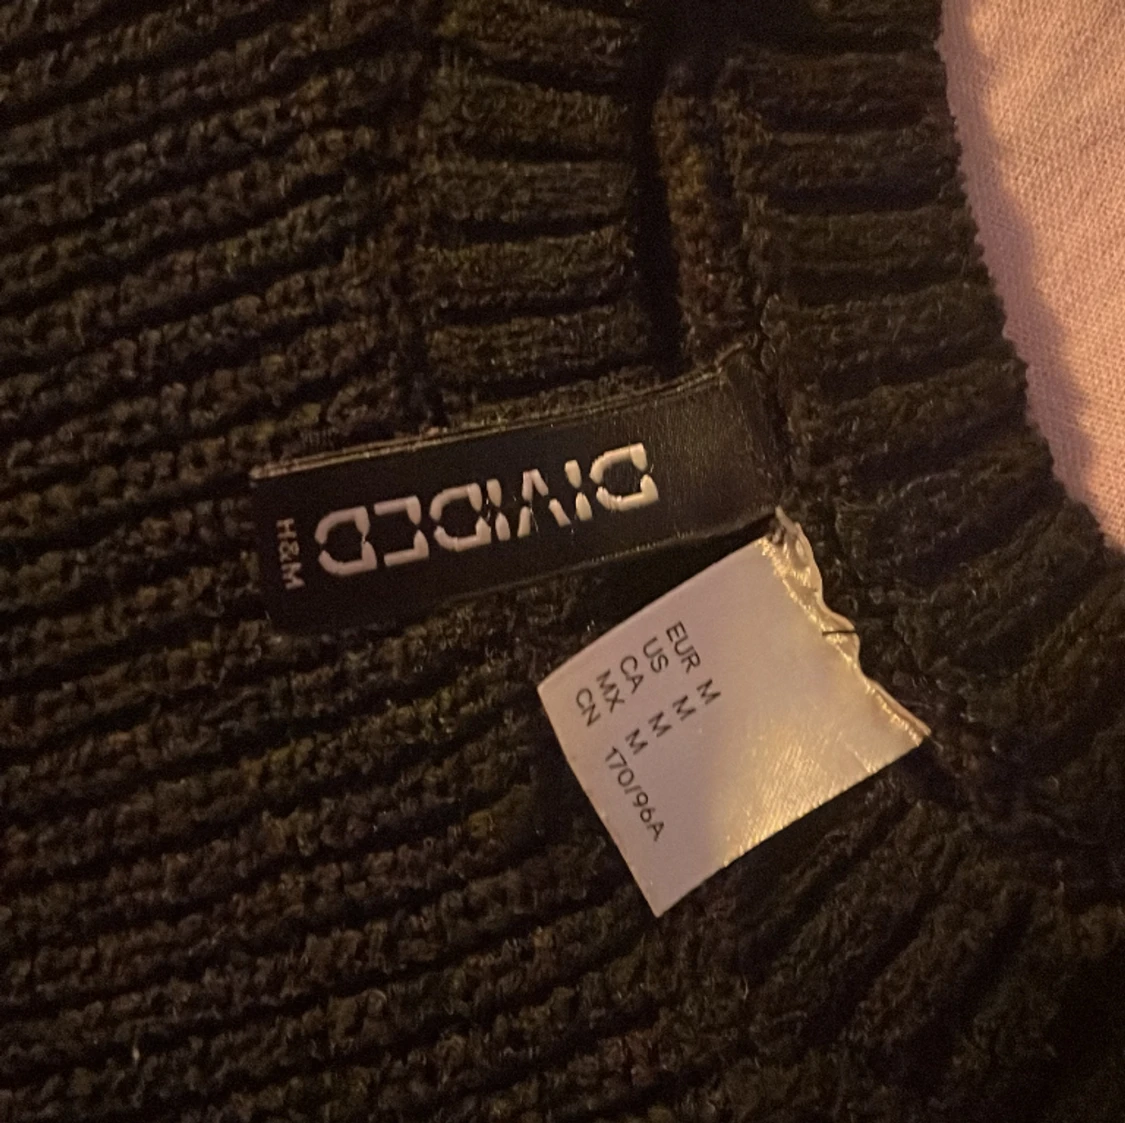 DIVIDED
H&M
EUR M
US M
CA M
MX M
CN 170/96A